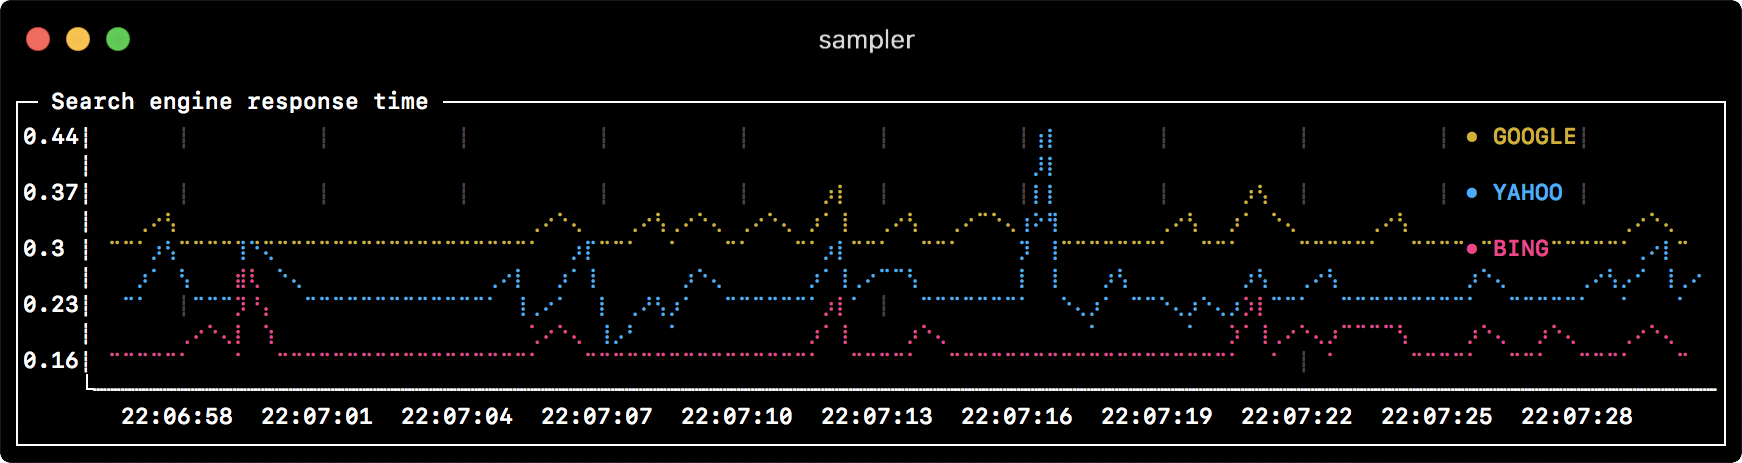 sampler
Search engine response time
0.44 • GOOGLE
0.37 • YAHOO
0.3 • BING
0.23
0.16
22:06:58 22:07:01 22:07:04 22:07:07 22:07:10 22:07:13 22:07:16 22:07:19 22:07:22 22:07:25 22:07:28